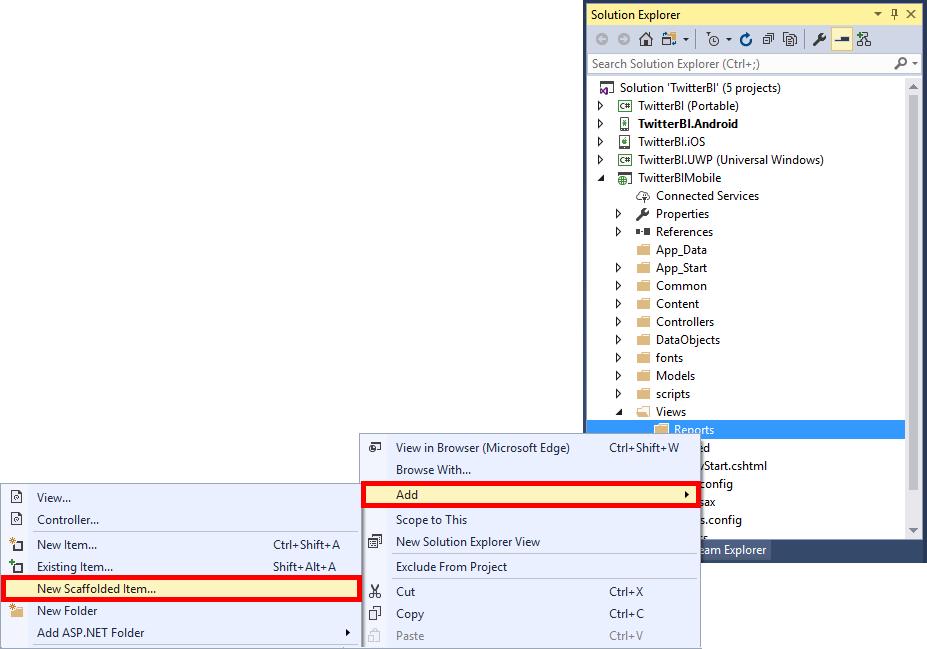 Solution Explorer
Search Solution Explorer (Ctrl+;)
Solution 'TwitterBI' (5 projects)
C# TwitterBI (Portable)
TwitterBI.Android
TwitterBI.iOS
C# TwitterBI.UWP (Universal Windows)
TwitterBIMobile
Connected Services
Properties
References
App_Data
App_Start
Common
Content
Controllers
DataObjects
fonts
Models
scripts
Views
Reports
ed
Start.cshtml
config
sax
s.config
eam Explorer
View in Browser (Microsoft Edge) Ctrl+Shift+W
Browse With...
Add
Scope to This
New Solution Explorer View
Exclude From Project
Cut Ctrl+X
Copy Ctrl+C
Paste Ctrl+V
View...
Controller...
New Item... Ctrl+Shift+A
Existing Item... Shift+Alt+A
New Scaffolded Item...
New Folder
Add ASP.NET Folder